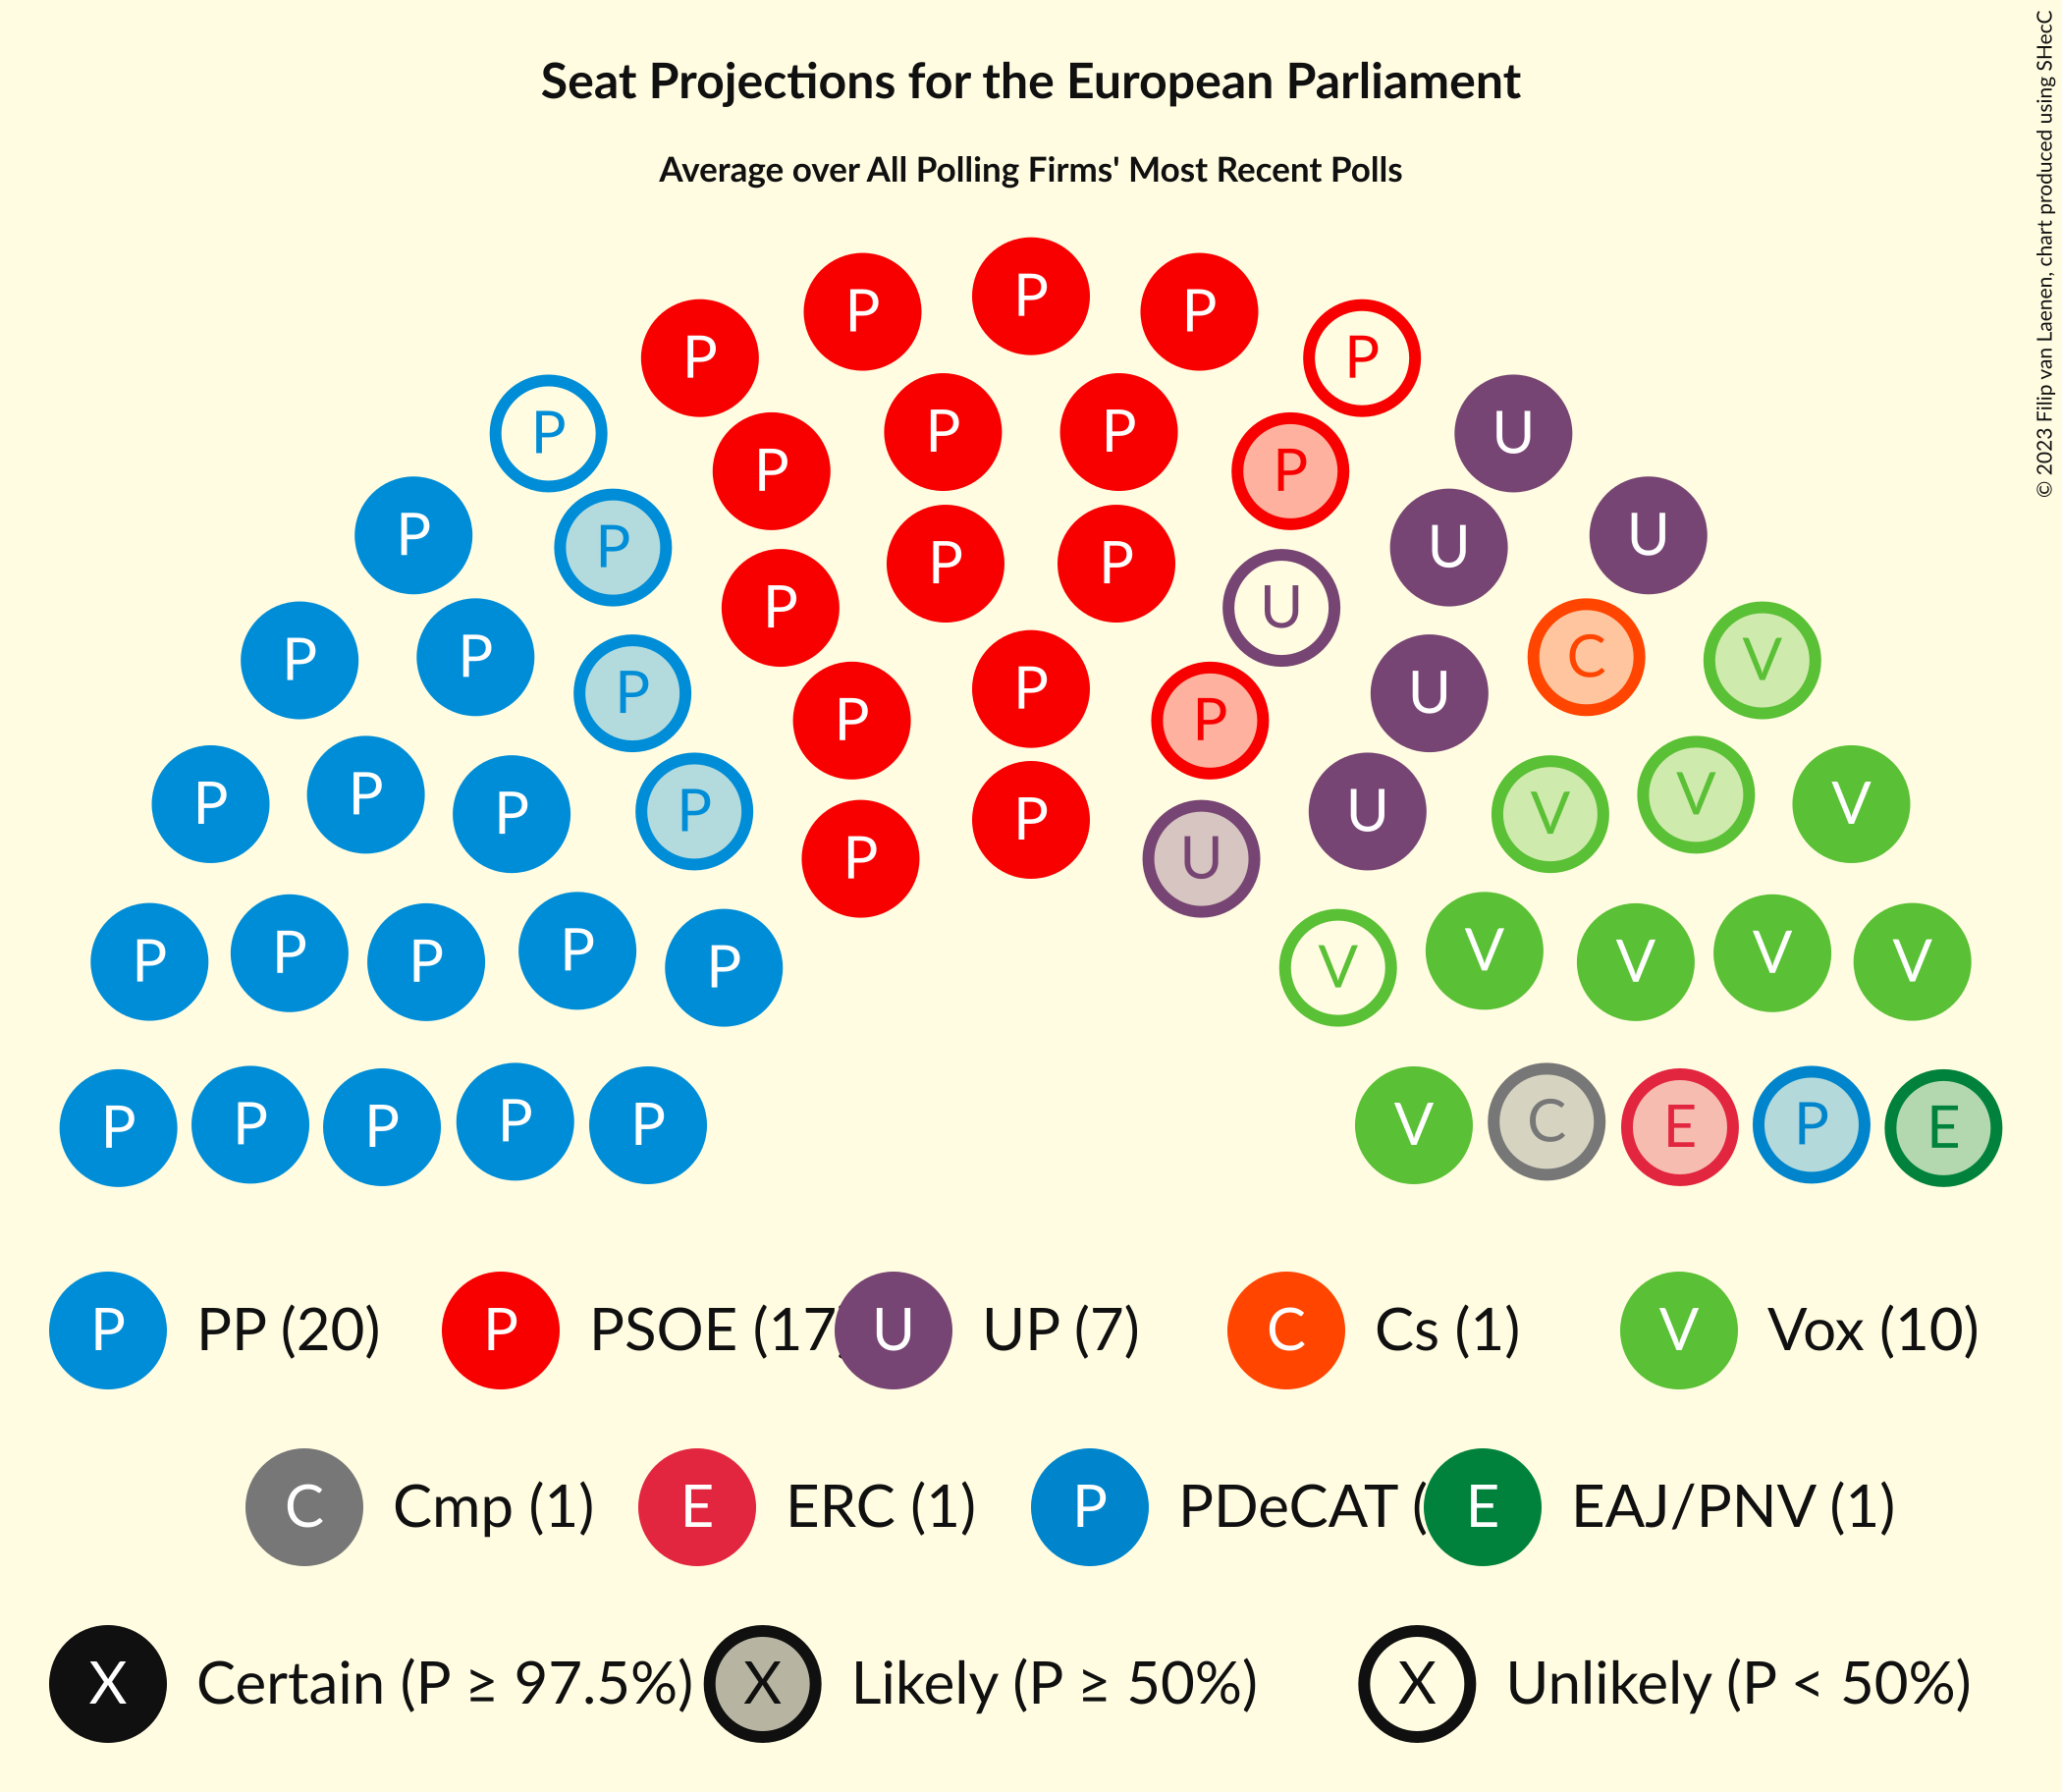 Seat Projections for the European Parliament
Average over All Polling Firms' Most Recent Polls
© 2023 Filip van Laenen, chart produced using SHecC
P
P P
P P
P P P U
P P
P P P P U U
P U
P P P P U C V
P P
P P P P P U V V V
P U
P P P P P V V V V V
P P P P P V C E P E
P PP (20) P PSOE (17 U UP (7) C Cs (1) V Vox (10)
C Cmp (1) E ERC (1) P PDeCAT ( E EAJ/PNV (1)
X Certain (P ≥ 97.5%) X Likely (P ≥ 50%) X Unlikely (P < 50%)